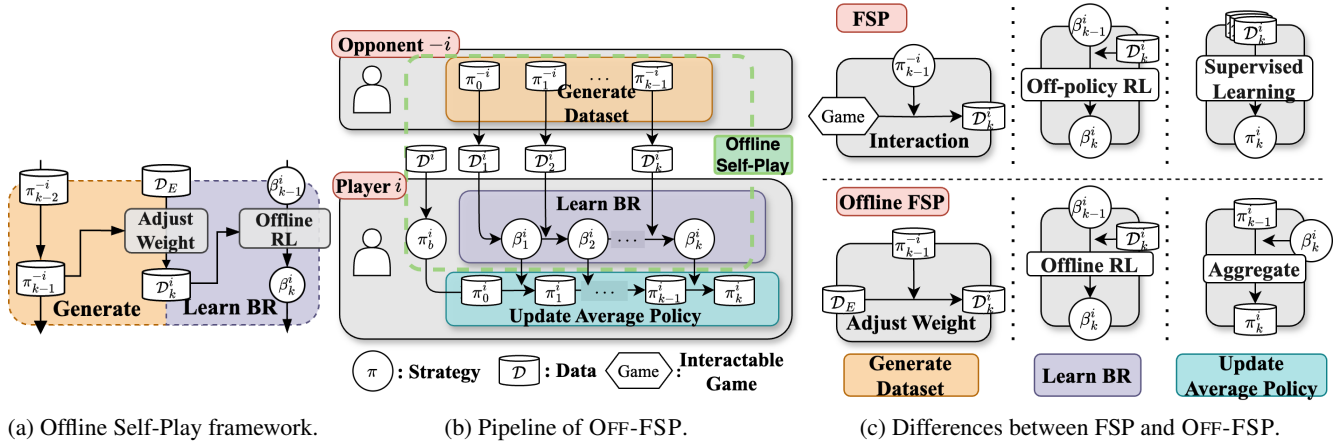 π_{k-2}^{-i}
D_E
β_{k-1}^i
Adjust
Weight
Offline
RL
π_{k-1}^{-i}
D_k^i
β_k^i
Generate
Learn BR
(a) Offline Self-Play framework.
Opponent −i
π_0^{-i}
π_1^{-i}
...
π_{k-1}^{-i}
Generate
Dataset
Offline
Self-Play
D^i
D_1^i
D_2^i
D_k^i
Player i
Learn BR
π_b^i
β_1^i
β_2^i
...
β_k^i
π_0^i
π_1^i
...
π_{k-1}^i
π_k^i
Update Average Policy
π : Strategy
D : Data
Game : Interactable
Game
(b) Pipeline of OFF-FSP.
FSP
π_{k-1}^{-i}
Game
D_k^i
Interaction
β_{k-1}^i
D_k^i
Off-policy RL
β_k^i
D_k^i
Supervised
Learning
π_k^i
Offline FSP
π_{k-1}^{-i}
D_E
D_k^i
Adjust Weight
β_{k-1}^i
D_k^i
Offline RL
β_k^i
π_{k-1}^i
β_k^i
Aggregate
π_k^i
Generate
Dataset
Learn BR
Update
Average Policy
(c) Differences between FSP and OFF-FSP.